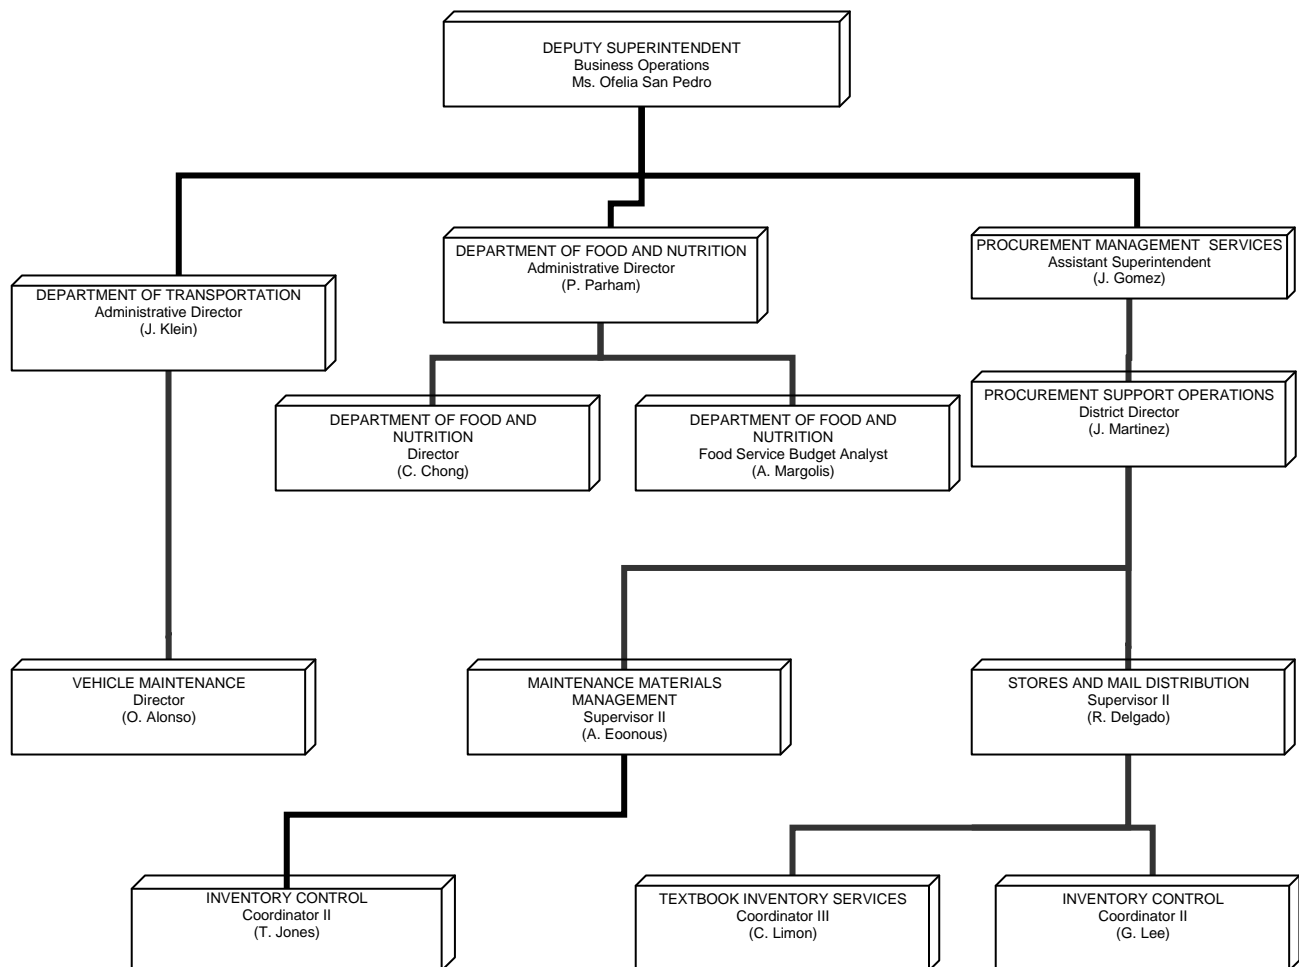 DEPUTY SUPERINTENDENT
Business Operations
Ms. Ofelia San Pedro
DEPARTMENT OF TRANSPORTATION
Administrative Director
(J. Klein)
DEPARTMENT OF FOOD AND NUTRITION
Administrative Director
(P. Parham)
PROCUREMENT MANAGEMENT SERVICES
Assistant Superintendent
(J. Gomez)
DEPARTMENT OF FOOD AND
NUTRITION
Director
(C. Chong)
DEPARTMENT OF FOOD AND
NUTRITION
Food Service Budget Analyst
(A. Margolis)
PROCUREMENT SUPPORT OPERATIONS
District Director
(J. Martinez)
VEHICLE MAINTENANCE
Director
(O. Alonso)
MAINTENANCE MATERIALS
MANAGEMENT
Supervisor II
(A. Eoonous)
STORES AND MAIL DISTRIBUTION
Supervisor II
(R. Delgado)
INVENTORY CONTROL
Coordinator II
(T. Jones)
TEXTBOOK INVENTORY SERVICES
Coordinator III
(C. Limon)
INVENTORY CONTROL
Coordinator II
(G. Lee)